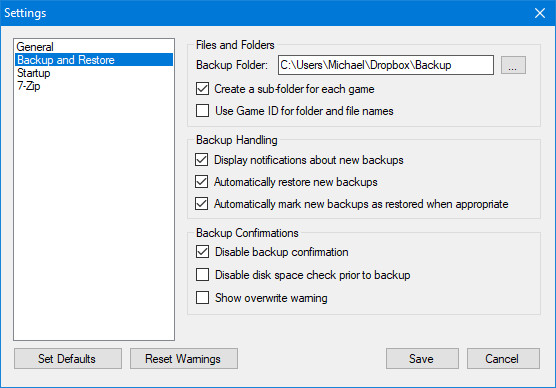 Settings
General
Backup and Restore
Startup
7-Zip
Files and Folders
Backup Folder: C:\Users\Michael\Dropbox\Backup ...
Create a sub-folder for each game
Use Game ID for folder and file names
Backup Handling
Display notifications about new backups
Automatically restore new backups
Automatically mark new backups as restored when appropriate
Backup Confirmations
Disable backup confirmation
Disable disk space check prior to backup
Show overwrite warning
Set Defaults Reset Warnings Save Cancel